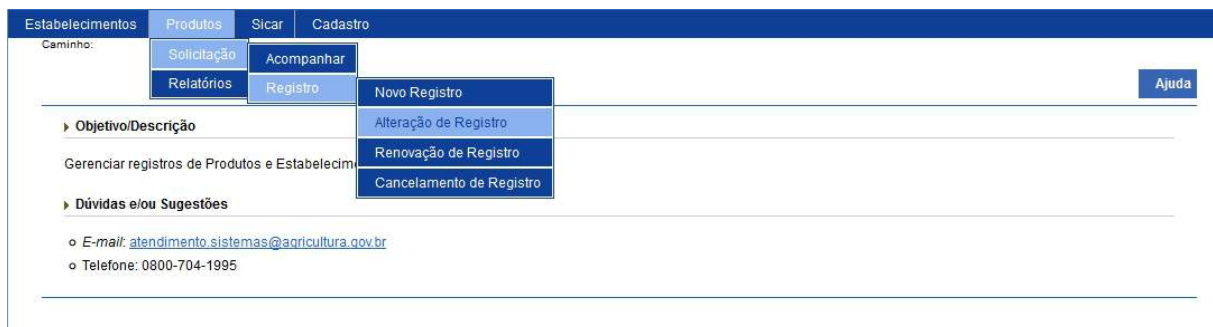 Estabelecimentos Produtos Sicar Cadastro
Caminho:
Solicitação Acompanhar
Relatórios Registro Novo Registro Ajuda
Objetivo/Descrição Alteração de Registro
Gerenciar registros de Produtos e Estabelecim Renovação de Registro
Cancelamento de Registro
Dúvidas e/ou Sugestões
E-mail: atendimento.sistemas@agricultura.gov.br
Telefone: 0800-704-1995